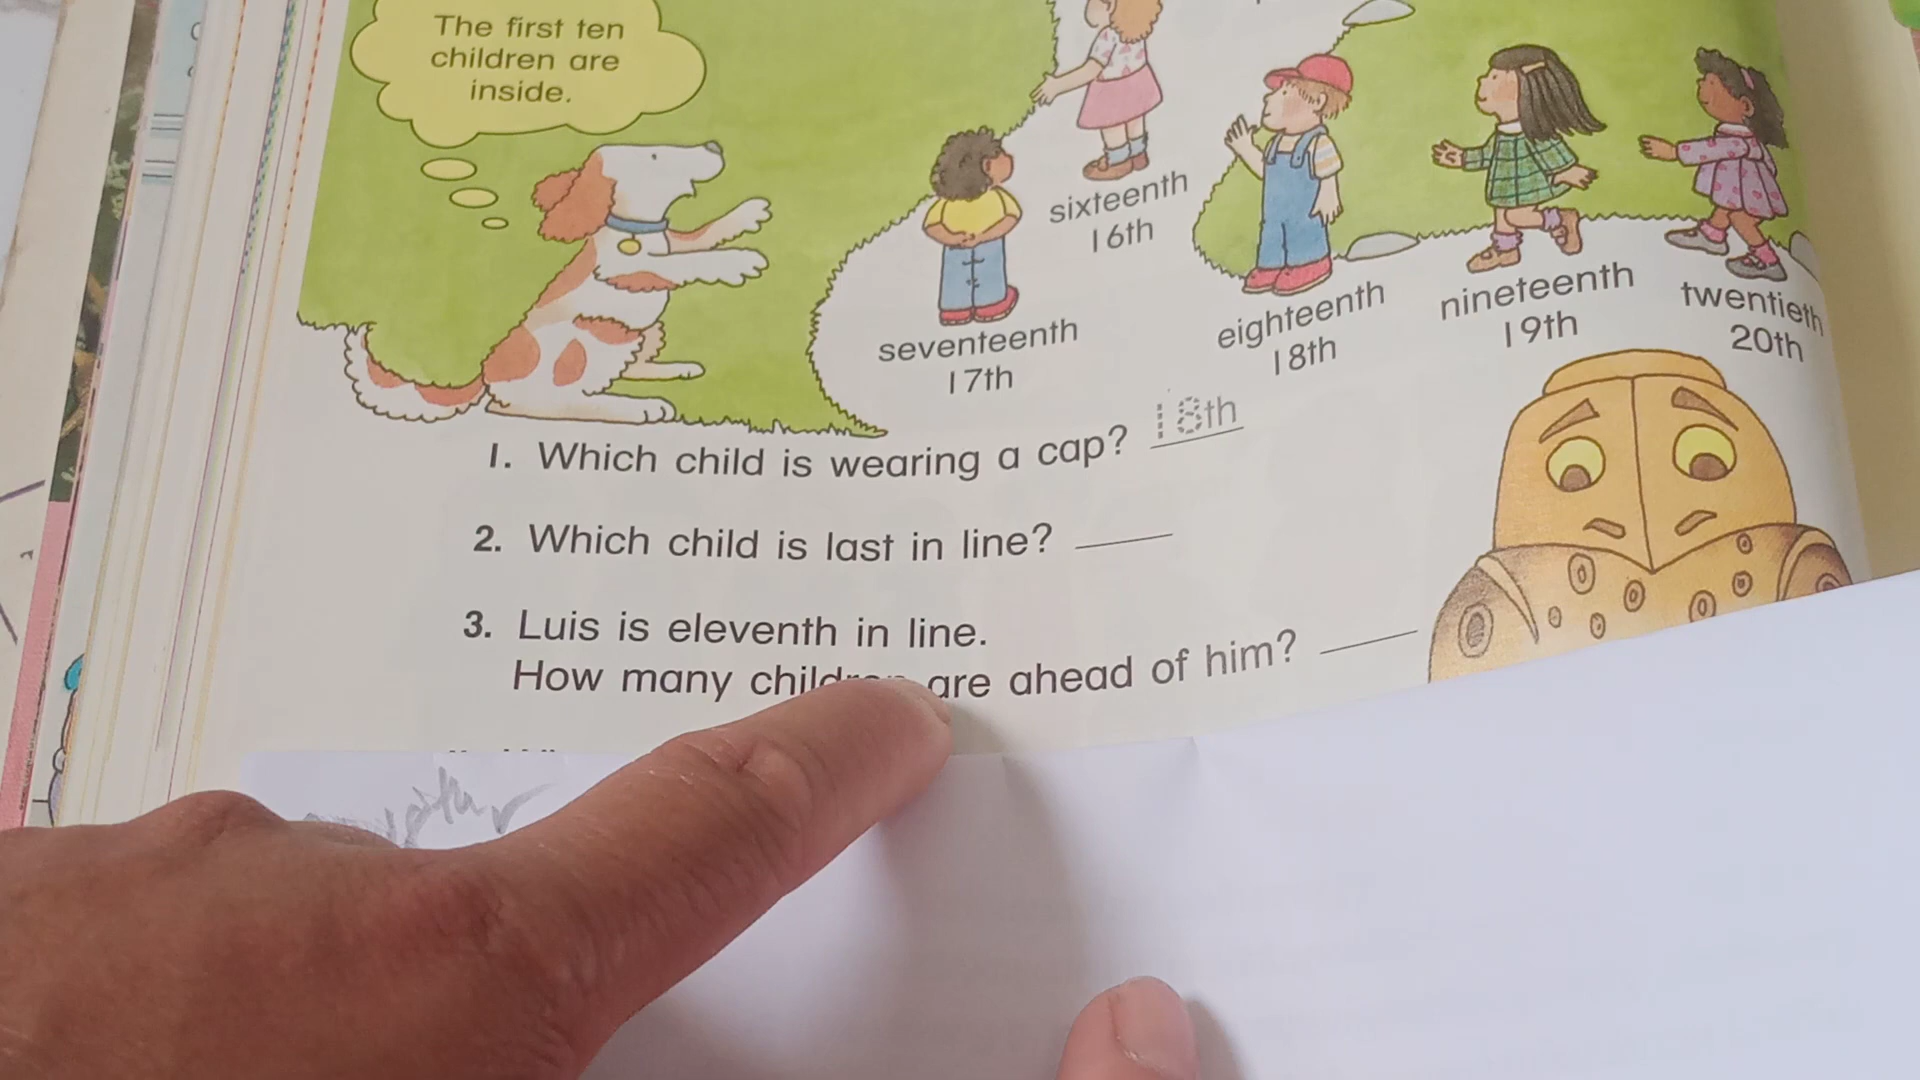 The first ten
children are
inside.
sixteenth
16th
seventeenth
17th
eighteenth
18th
nineteenth
19th
twentieth
20th
1. Which child is wearing a cap? 18th
2. Which child is last in line?
3. Luis is eleventh in line.
How many children are ahead of him?